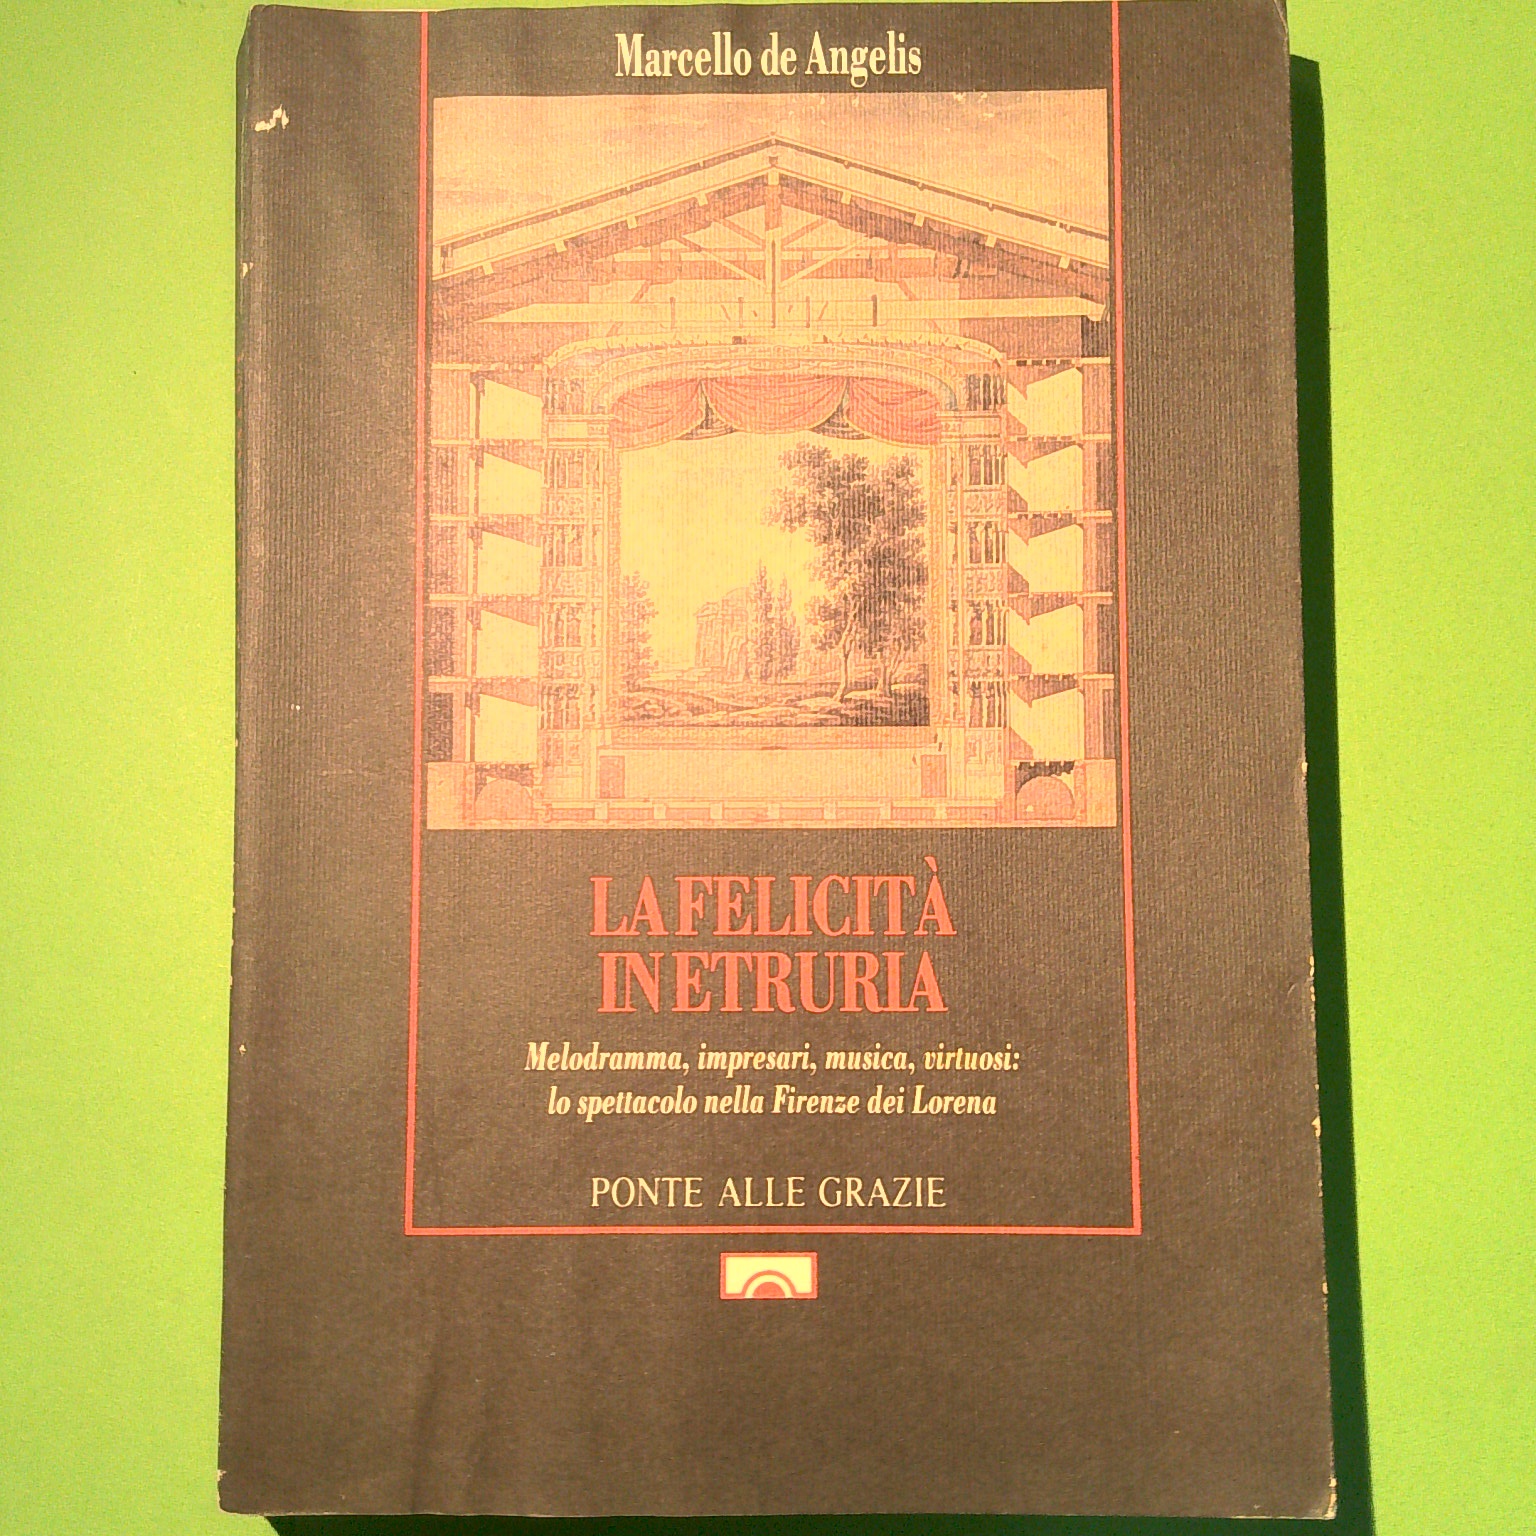 Marcello de Angelis
LA FELICITÀ
IN ETRURIA
Melodramma, impresari, musica, virtuosi:
lo spettacolo nella Firenze dei Lorena
PONTE ALLE GRAZIE